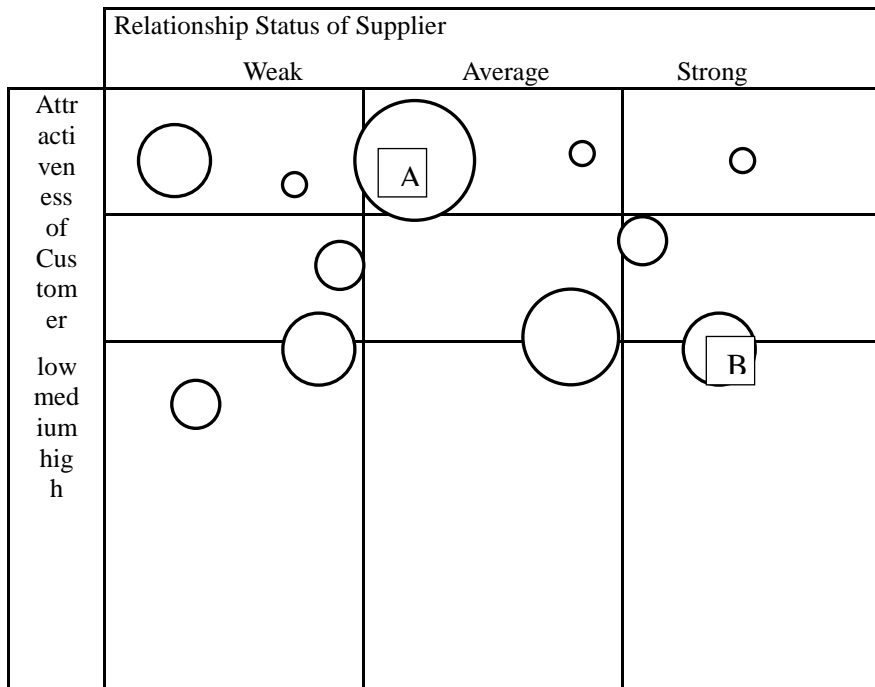 Relationship Status of Supplier
Weak Average Strong
Attr
acti
ven
ess
of
Cus
tom
er
low
med
ium
hig
h
A
B